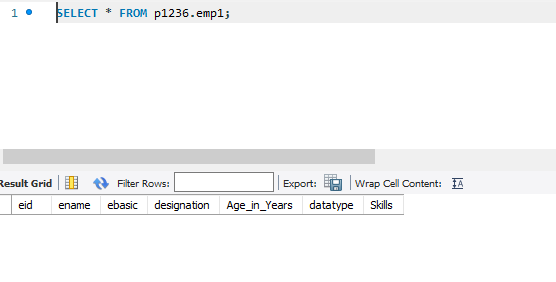 1 SELECT * FROM p1236.emp1;
Result Grid Filter Rows: Export: Wrap Cell Content: IA
eid ename ebasic designation Age_in_Years datatype Skills